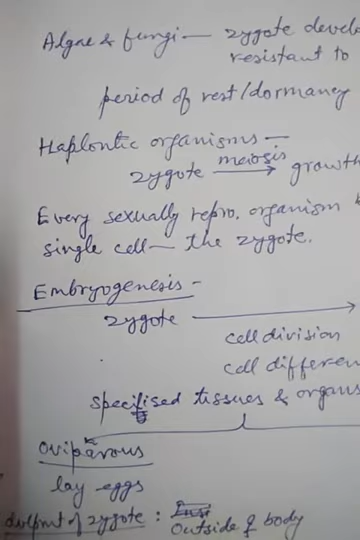 Algae & fungi — zygote devel
resistant to
period of rest/dormancy
Haplontic organisms —
zygote meiosis → growth
Every sexually repro. organism
single cell — the zygote.
Embryogenesis -
zygote →
cell division
cell differen
specilised tissues & organs
Oviparous
lay eggs
dvlpmt of zygote : Outside of body